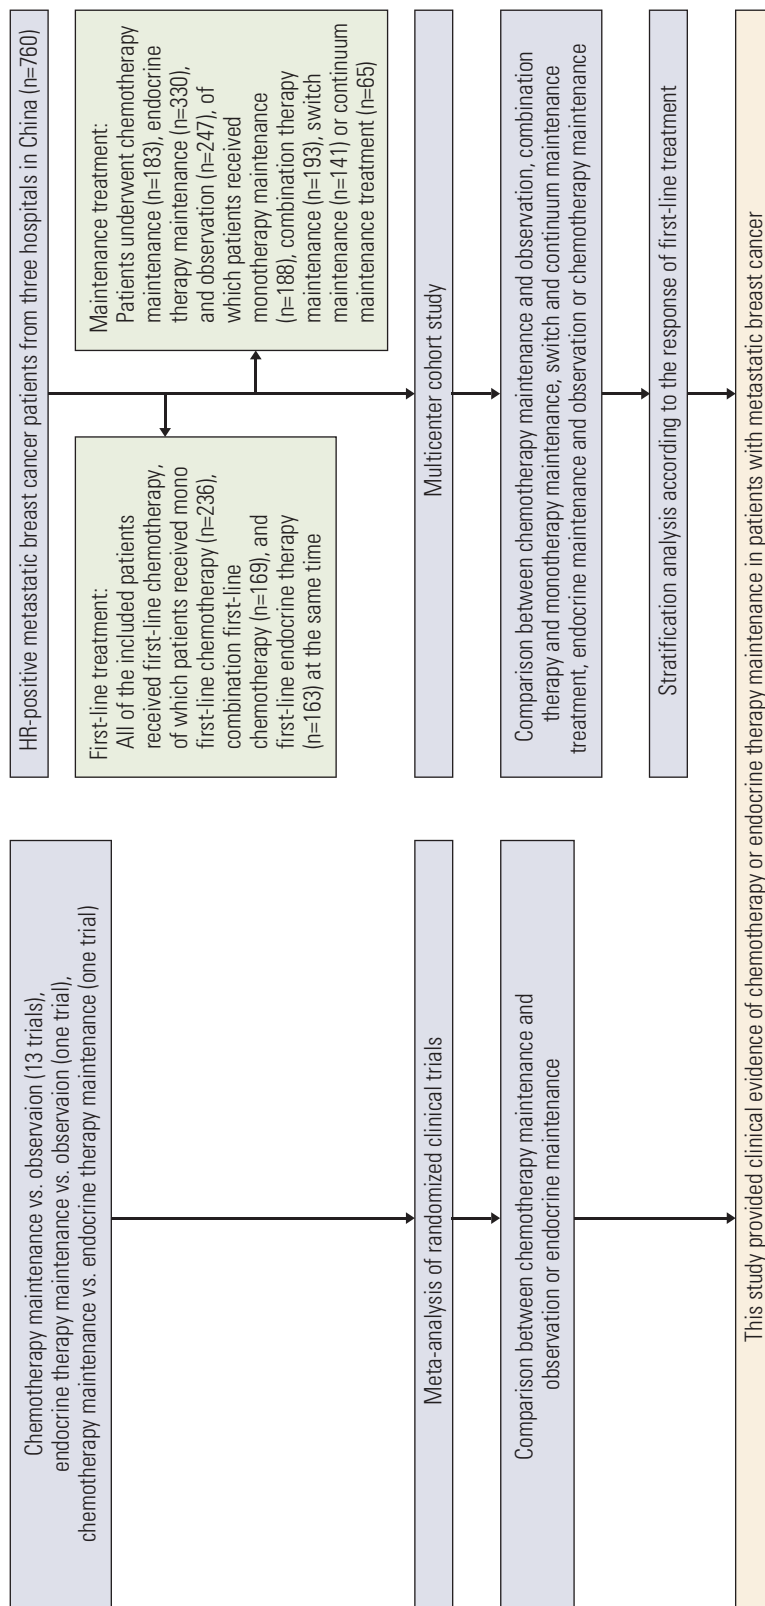 Chemotherapy maintenance vs. observation (13 trials),
endocrine therapy maintenance vs. observaion (one trial),
chemotherapy maintenance vs. endocrine therapy maintenance (one trial)
Meta-analysis of randomized clinical trials
Comparison between chemotherapy maintenance and
observation or endocrine maintenance
HR-positive metastatic breast cancer patients from three hospitals in China (n=760)
First-line treatment:
All of the included patients
received first-line chemotherapy,
of which patients received mono
first-line chemotherapy (n=236),
combination first-line
chemotherapy (n=169), and
first-line endocrine therapy
(n=163) at the same time
Maintenance treatment:
Patients underwent chemotherapy
maintenance (n=183), endocrine
therapy maintenance (n=330),
and observation (n=247), of
which patients received
monotherapy maintenance
(n=188), combination therapy
maintenance (n=193), switch
maintenance (n=141) or continuum
maintenance treatment (n=65)
Multicenter cohort study
Comparison between chemotherapy maintenance and observation, combination
therapy and monotherapy maintenance, switch and continuum maintenance
treatment, endocrine maintenance and observation or chemotherapy maintenance
Stratification analysis according to the response of first-line treatment
This study provided clinical evidence of chemotherapy or endocrine therapy maintenance in patients with metastatic breast cancer